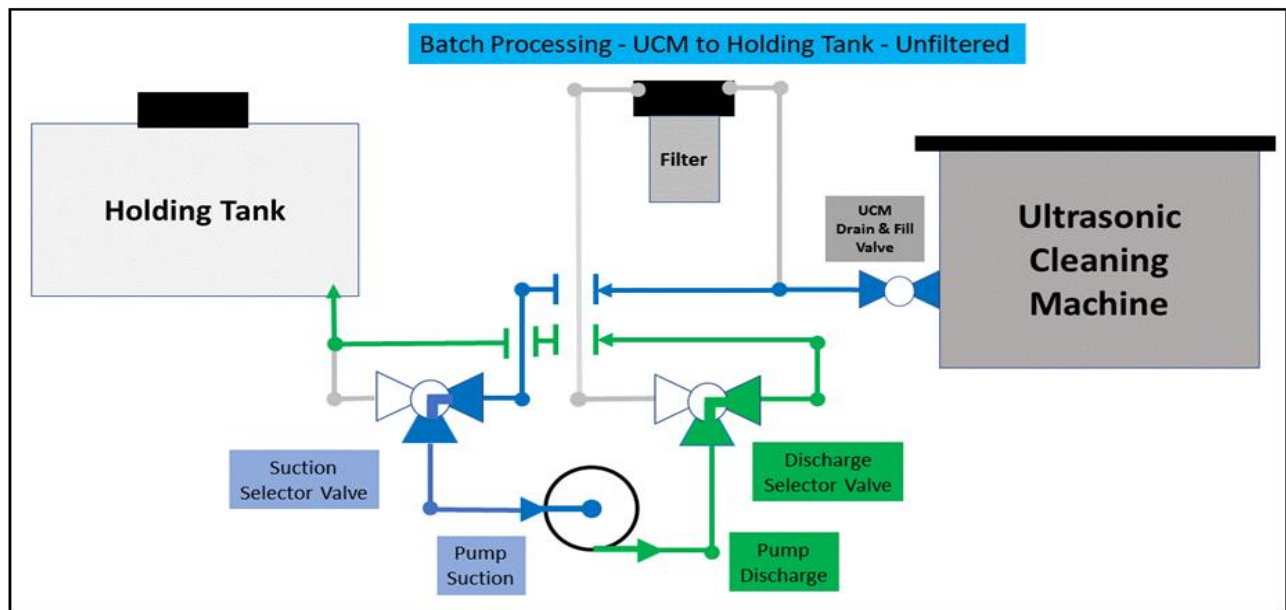 Batch Processing - UCM to Holding Tank - Unfiltered
Holding Tank
Filter
UCM
Drain & Fill
Valve
Ultrasonic
Cleaning
Machine
Suction
Selector Valve
Discharge
Selector Valve
Pump
Suction
Pump
Discharge